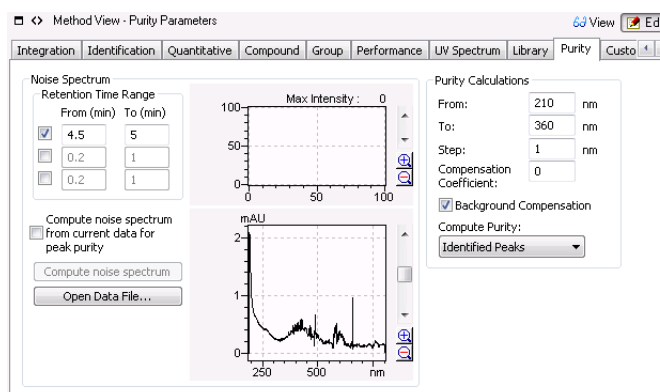 Method View - Purity Parameters
View Ed
Integration Identification Quantitative Compound Group Performance UV Spectrum Library Purity Custo
Noise Spectrum
Retention Time Range
From (min) To (min)
4.5 5
0.2 1
0.2 1
Compute noise spectrum
from current data for
peak purity
Compute noise spectrum
Open Data File...
Max Intensity : 0
100
50
0
0 50 100
mAU
2
1
0
250 500 nm
Purity Calculations
From: 210 nm
To: 360 nm
Step: 1 nm
Compensation
Coefficient: 0
Background Compensation
Compute Purity:
Identified Peaks